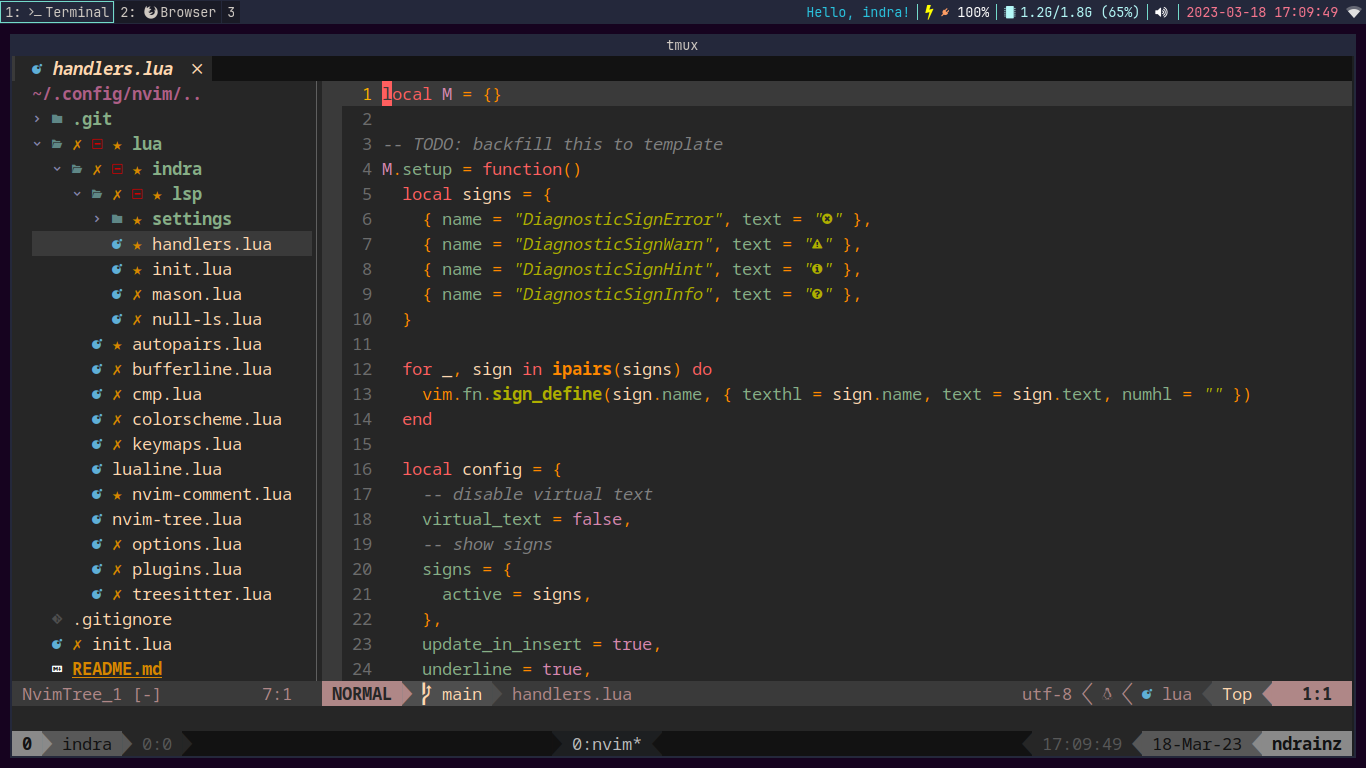 1: >_ Terminal 2: Browser 3 Hello, indra! 100% 1.2G/1.8G (65%) 2023-03-18 17:09:49
tmux
handlers.lua ×
~/.config/nvim/..
.git
lua
indra
lsp
settings
handlers.lua
init.lua
mason.lua
null-ls.lua
autopairs.lua
bufferline.lua
cmp.lua
colorscheme.lua
keymaps.lua
lualine.lua
nvim-comment.lua
nvim-tree.lua
options.lua
plugins.lua
treesitter.lua
.gitignore
init.lua
README.md
NvimTree_1 [-] 7:1
1 local M = {}
2
3 -- TODO: backfill this to template
4 M.setup = function()
5   local signs = {
6     { name = "DiagnosticSignError", text = "" },
7     { name = "DiagnosticSignWarn", text = "" },
8     { name = "DiagnosticSignHint", text = "" },
9     { name = "DiagnosticSignInfo", text = "" },
10   }
11
12   for _, sign in ipairs(signs) do
13     vim.fn.sign_define(sign.name, { texthl = sign.name, text = sign.text, numhl = "" })
14   end
15
16   local config = {
17     -- disable virtual text
18     virtual_text = false,
19     -- show signs
20     signs = {
21       active = signs,
22     },
23     update_in_insert = true,
24     underline = true,
NORMAL main handlers.lua utf-8 lua Top 1:1
0 indra 0:0 0:nvim* 17:09:49 18-Mar-23 ndrainz